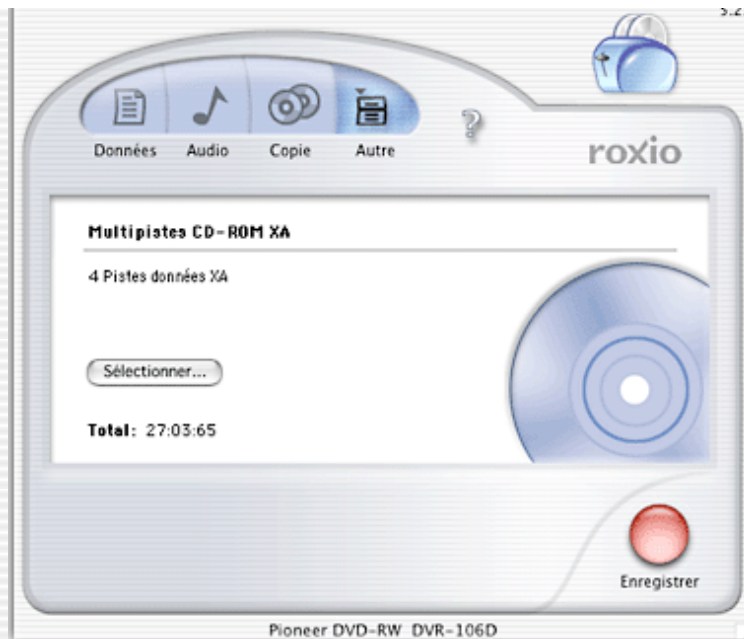 Données Audio Copie Autre
roxio
Multipistes CD-ROM XA
4 Pistes données XA
Sélectionner...
Total: 27:03:65
Enregistrer
Pioneer DVD-RW DVR-106D